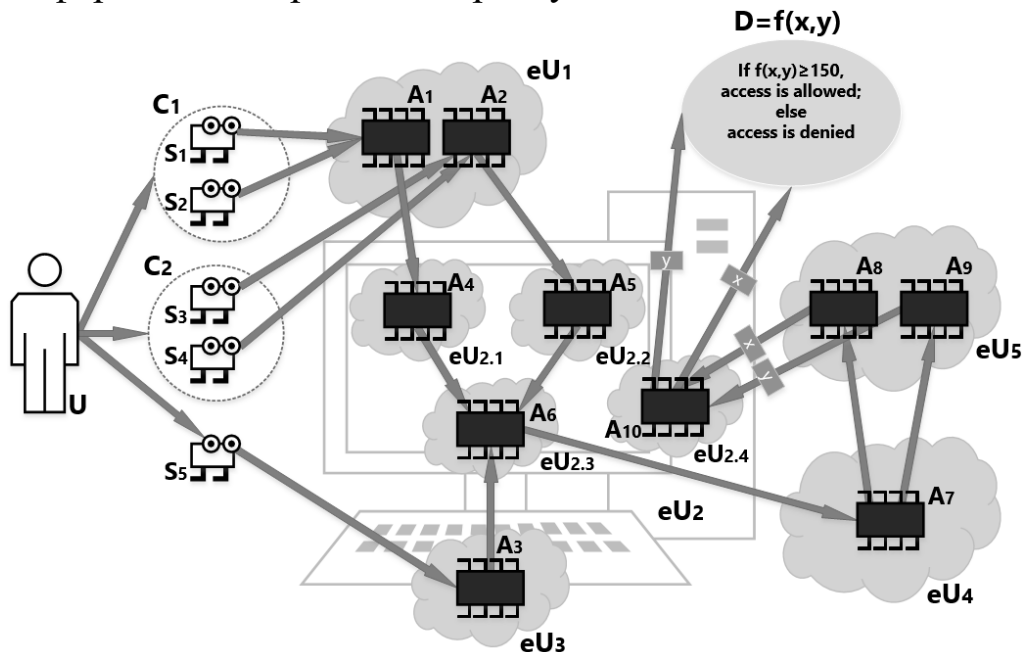 D=f(x,y)
If f(x,y)≥150,
access is allowed;
else
access is denied
eU1
A1
A2
C1
S1
S2
C2
S3
S4
S5
U
A4
eU2.1
A5
eU2.2
A6
eU2.3
A3
eU3
y
x
x
y
A10
eU2.4
eU2
A8
A9
eU5
A7
eU4